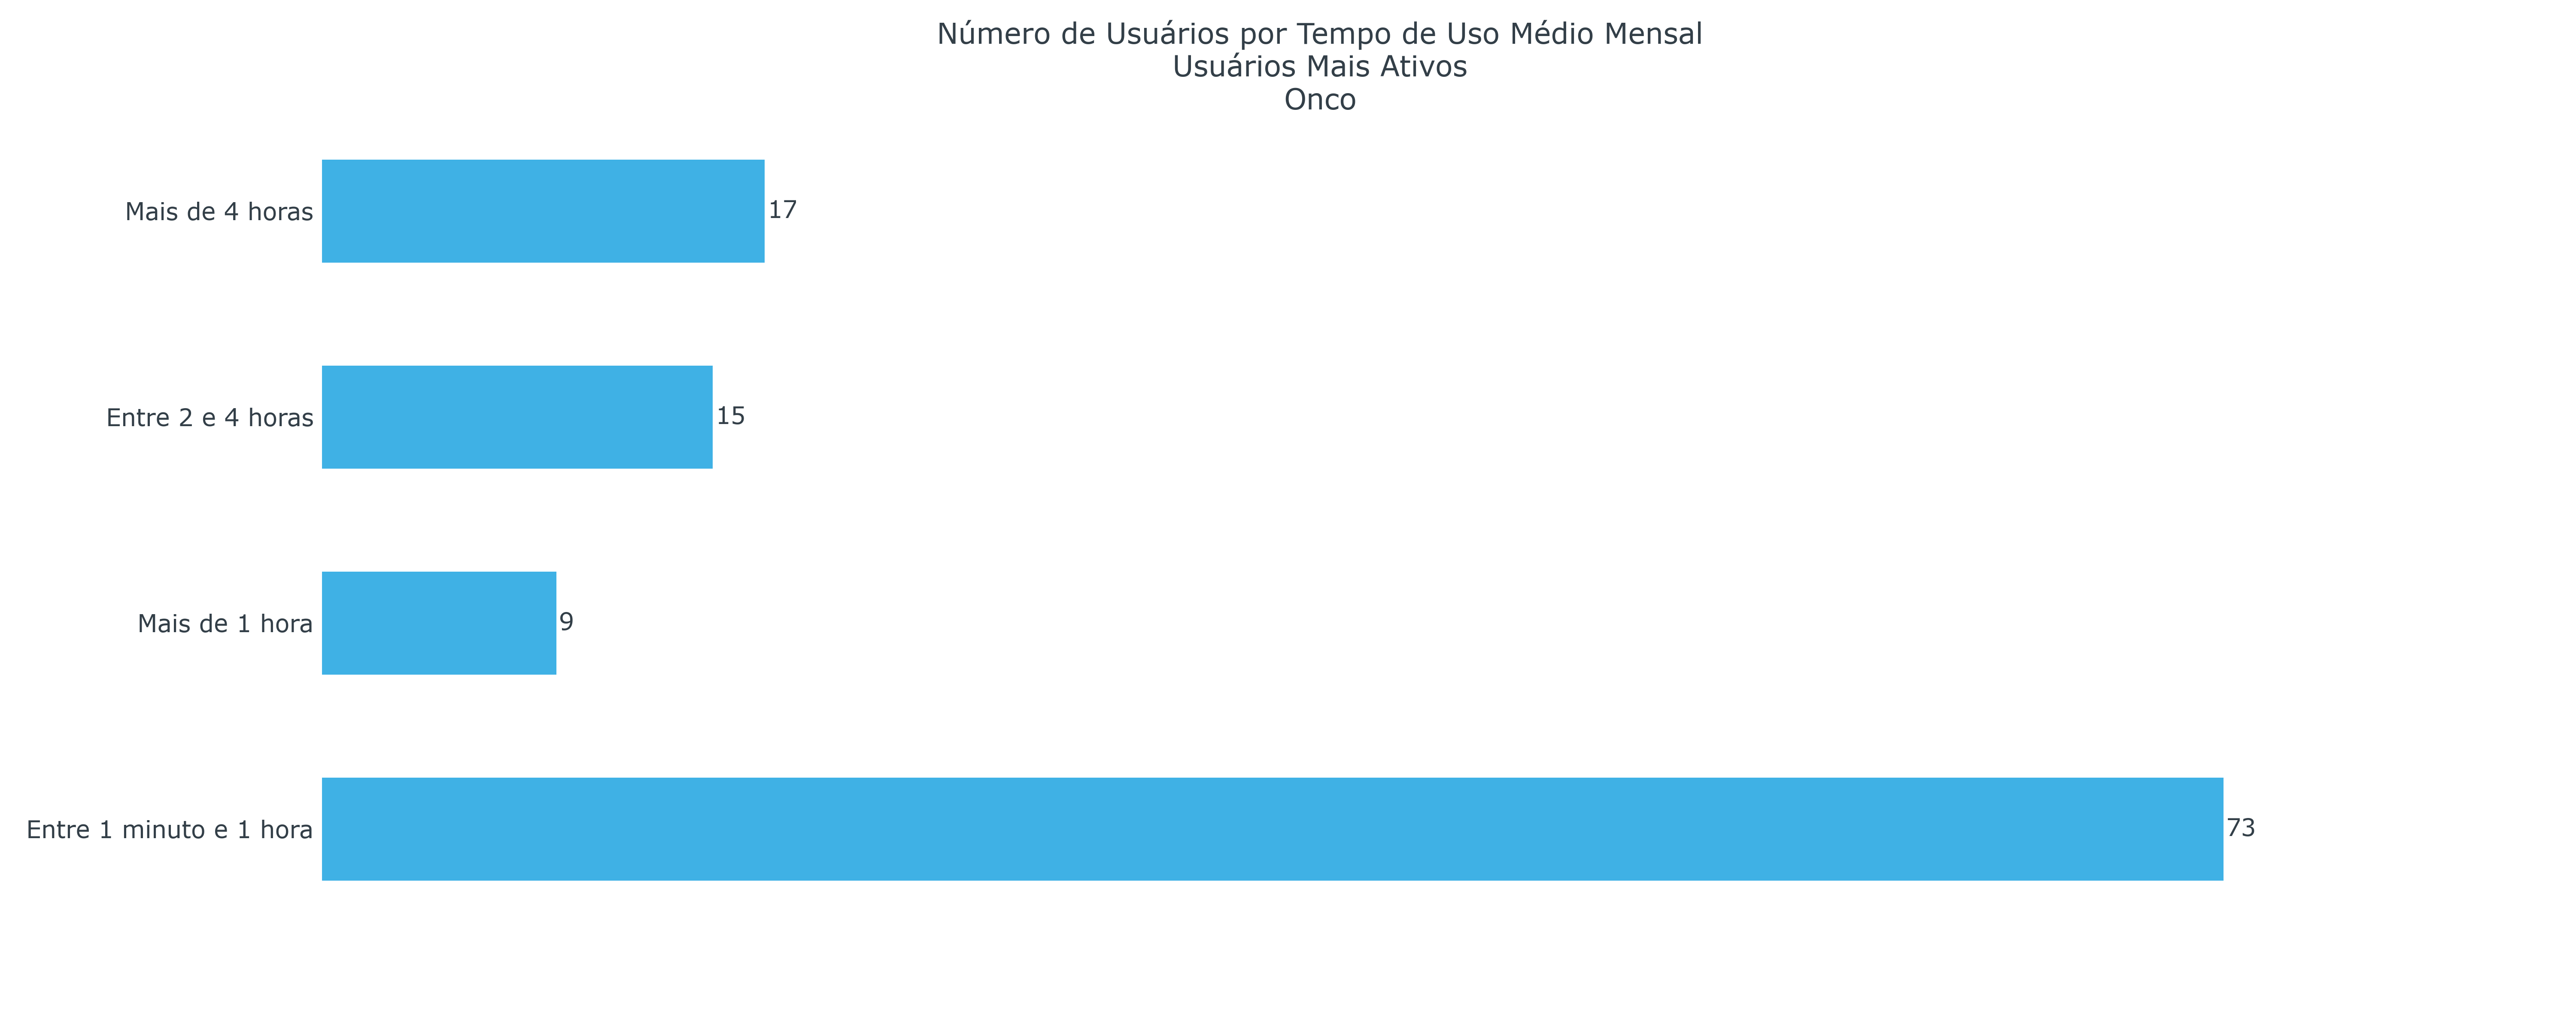 Número de Usuários por Tempo de Uso Médio Mensal
Usuários Mais Ativos
Onco
Mais de 4 horas
17
Entre 2 e 4 horas
15
Mais de 1 hora
9
Entre 1 minuto e 1 hora
73